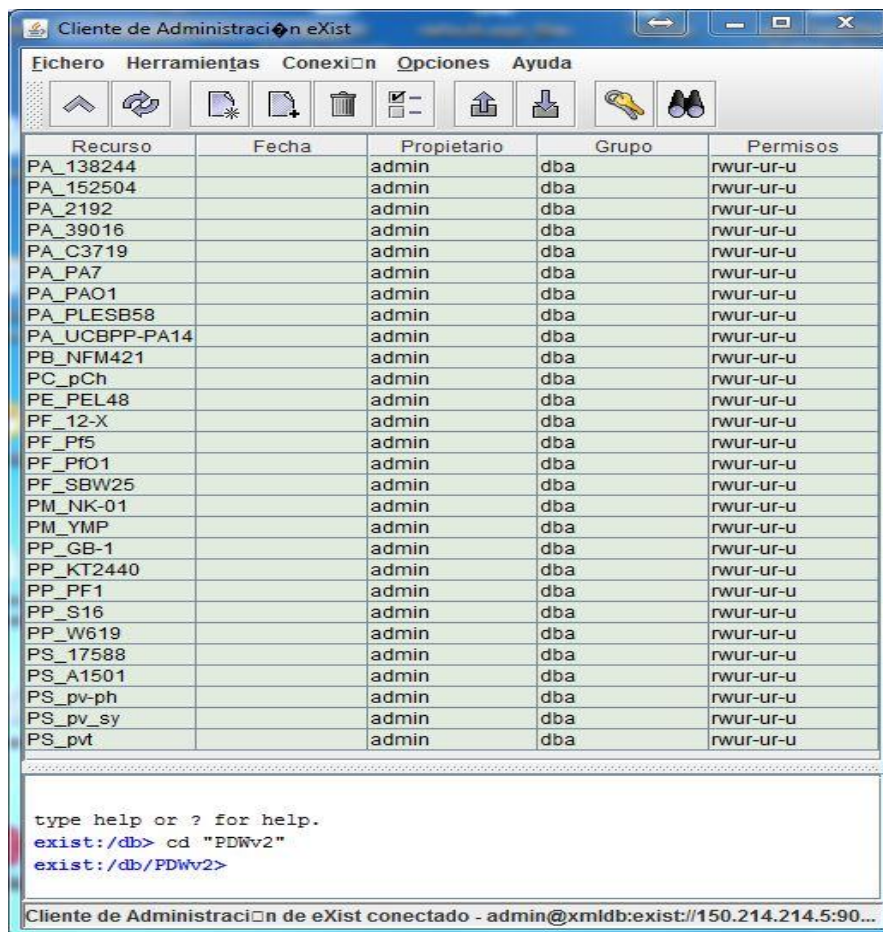 Cliente de Administraci�n eXist
Fichero Herramientas Conexi□n Opciones Ayuda
Recurso Fecha Propietario Grupo Permisos
PA_138244 admin dba rwur-ur-u
PA_152504 admin dba rwur-ur-u
PA_2192 admin dba rwur-ur-u
PA_39016 admin dba rwur-ur-u
PA_C3719 admin dba rwur-ur-u
PA_PA7 admin dba rwur-ur-u
PA_PAO1 admin dba rwur-ur-u
PA_PLESB58 admin dba rwur-ur-u
PA_UCBPP-PA14 admin dba rwur-ur-u
PB_NFM421 admin dba rwur-ur-u
PC_pCh admin dba rwur-ur-u
PE_PEL48 admin dba rwur-ur-u
PF_12-X admin dba rwur-ur-u
PF_Pf5 admin dba rwur-ur-u
PF_PfO1 admin dba rwur-ur-u
PF_SBW25 admin dba rwur-ur-u
PM_NK-01 admin dba rwur-ur-u
PM_YMP admin dba rwur-ur-u
PP_GB-1 admin dba rwur-ur-u
PP_KT2440 admin dba rwur-ur-u
PP_PF1 admin dba rwur-ur-u
PP_S16 admin dba rwur-ur-u
PP_W619 admin dba rwur-ur-u
PS_17588 admin dba rwur-ur-u
PS_A1501 admin dba rwur-ur-u
PS_pv-ph admin dba rwur-ur-u
PS_pv_sy admin dba rwur-ur-u
PS_pvt admin dba rwur-ur-u
type help or ? for help.
exist:/db> cd "PDWv2"
exist:/db/PDWv2>
Cliente de Administraci□n de eXist conectado - admin@xmldb:exist://150.214.214.5:90...